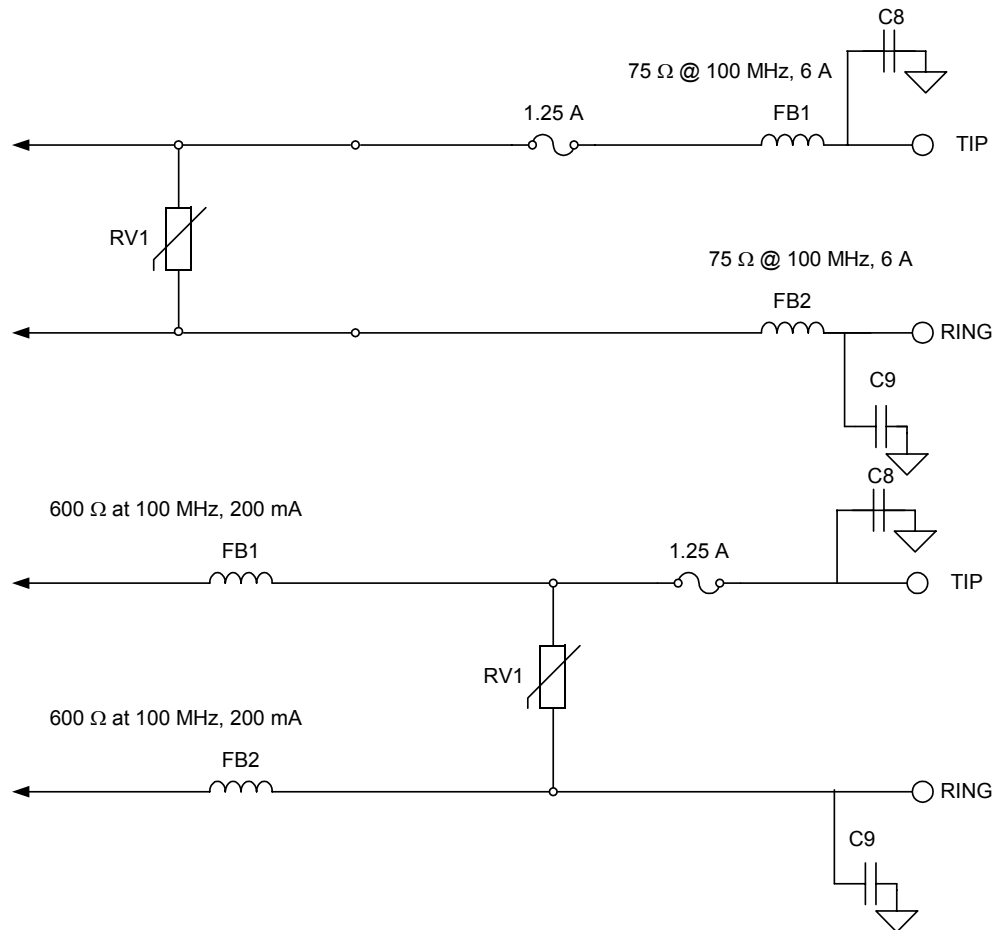 C8
75 Ω @ 100 MHz, 6 A
1.25 A
FB1
TIP
RV1
75 Ω @ 100 MHz, 6 A
FB2
RING
C9
C8
600 Ω at 100 MHz, 200 mA
FB1
1.25 A
TIP
RV1
600 Ω at 100 MHz, 200 mA
FB2
RING
C9